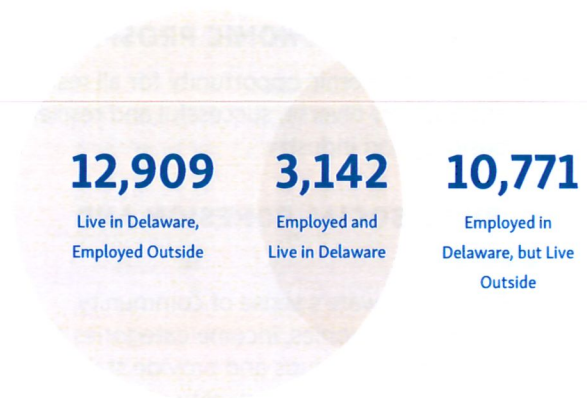 12,909
Live in Delaware,
Employed Outside
3,142
Employed and
Live in Delaware
10,771
Employed in
Delaware, but Live
Outside